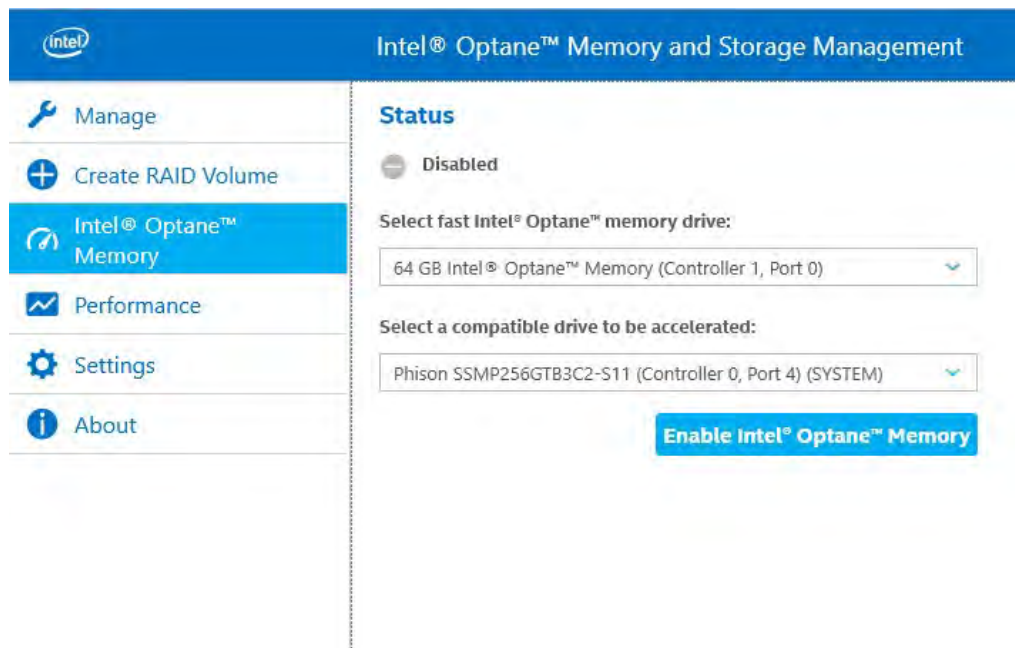 intel
Intel® Optane™ Memory and Storage Management
Manage
Create RAID Volume
Intel® Optane™
Memory
Performance
Settings
About
Status
Disabled
Select fast Intel® Optane™ memory drive:
64 GB Intel® Optane™ Memory (Controller 1, Port 0)
Select a compatible drive to be accelerated:
Phison SSMP256GTB3C2-S11 (Controller 0, Port 4) (SYSTEM)
Enable Intel® Optane™ Memory